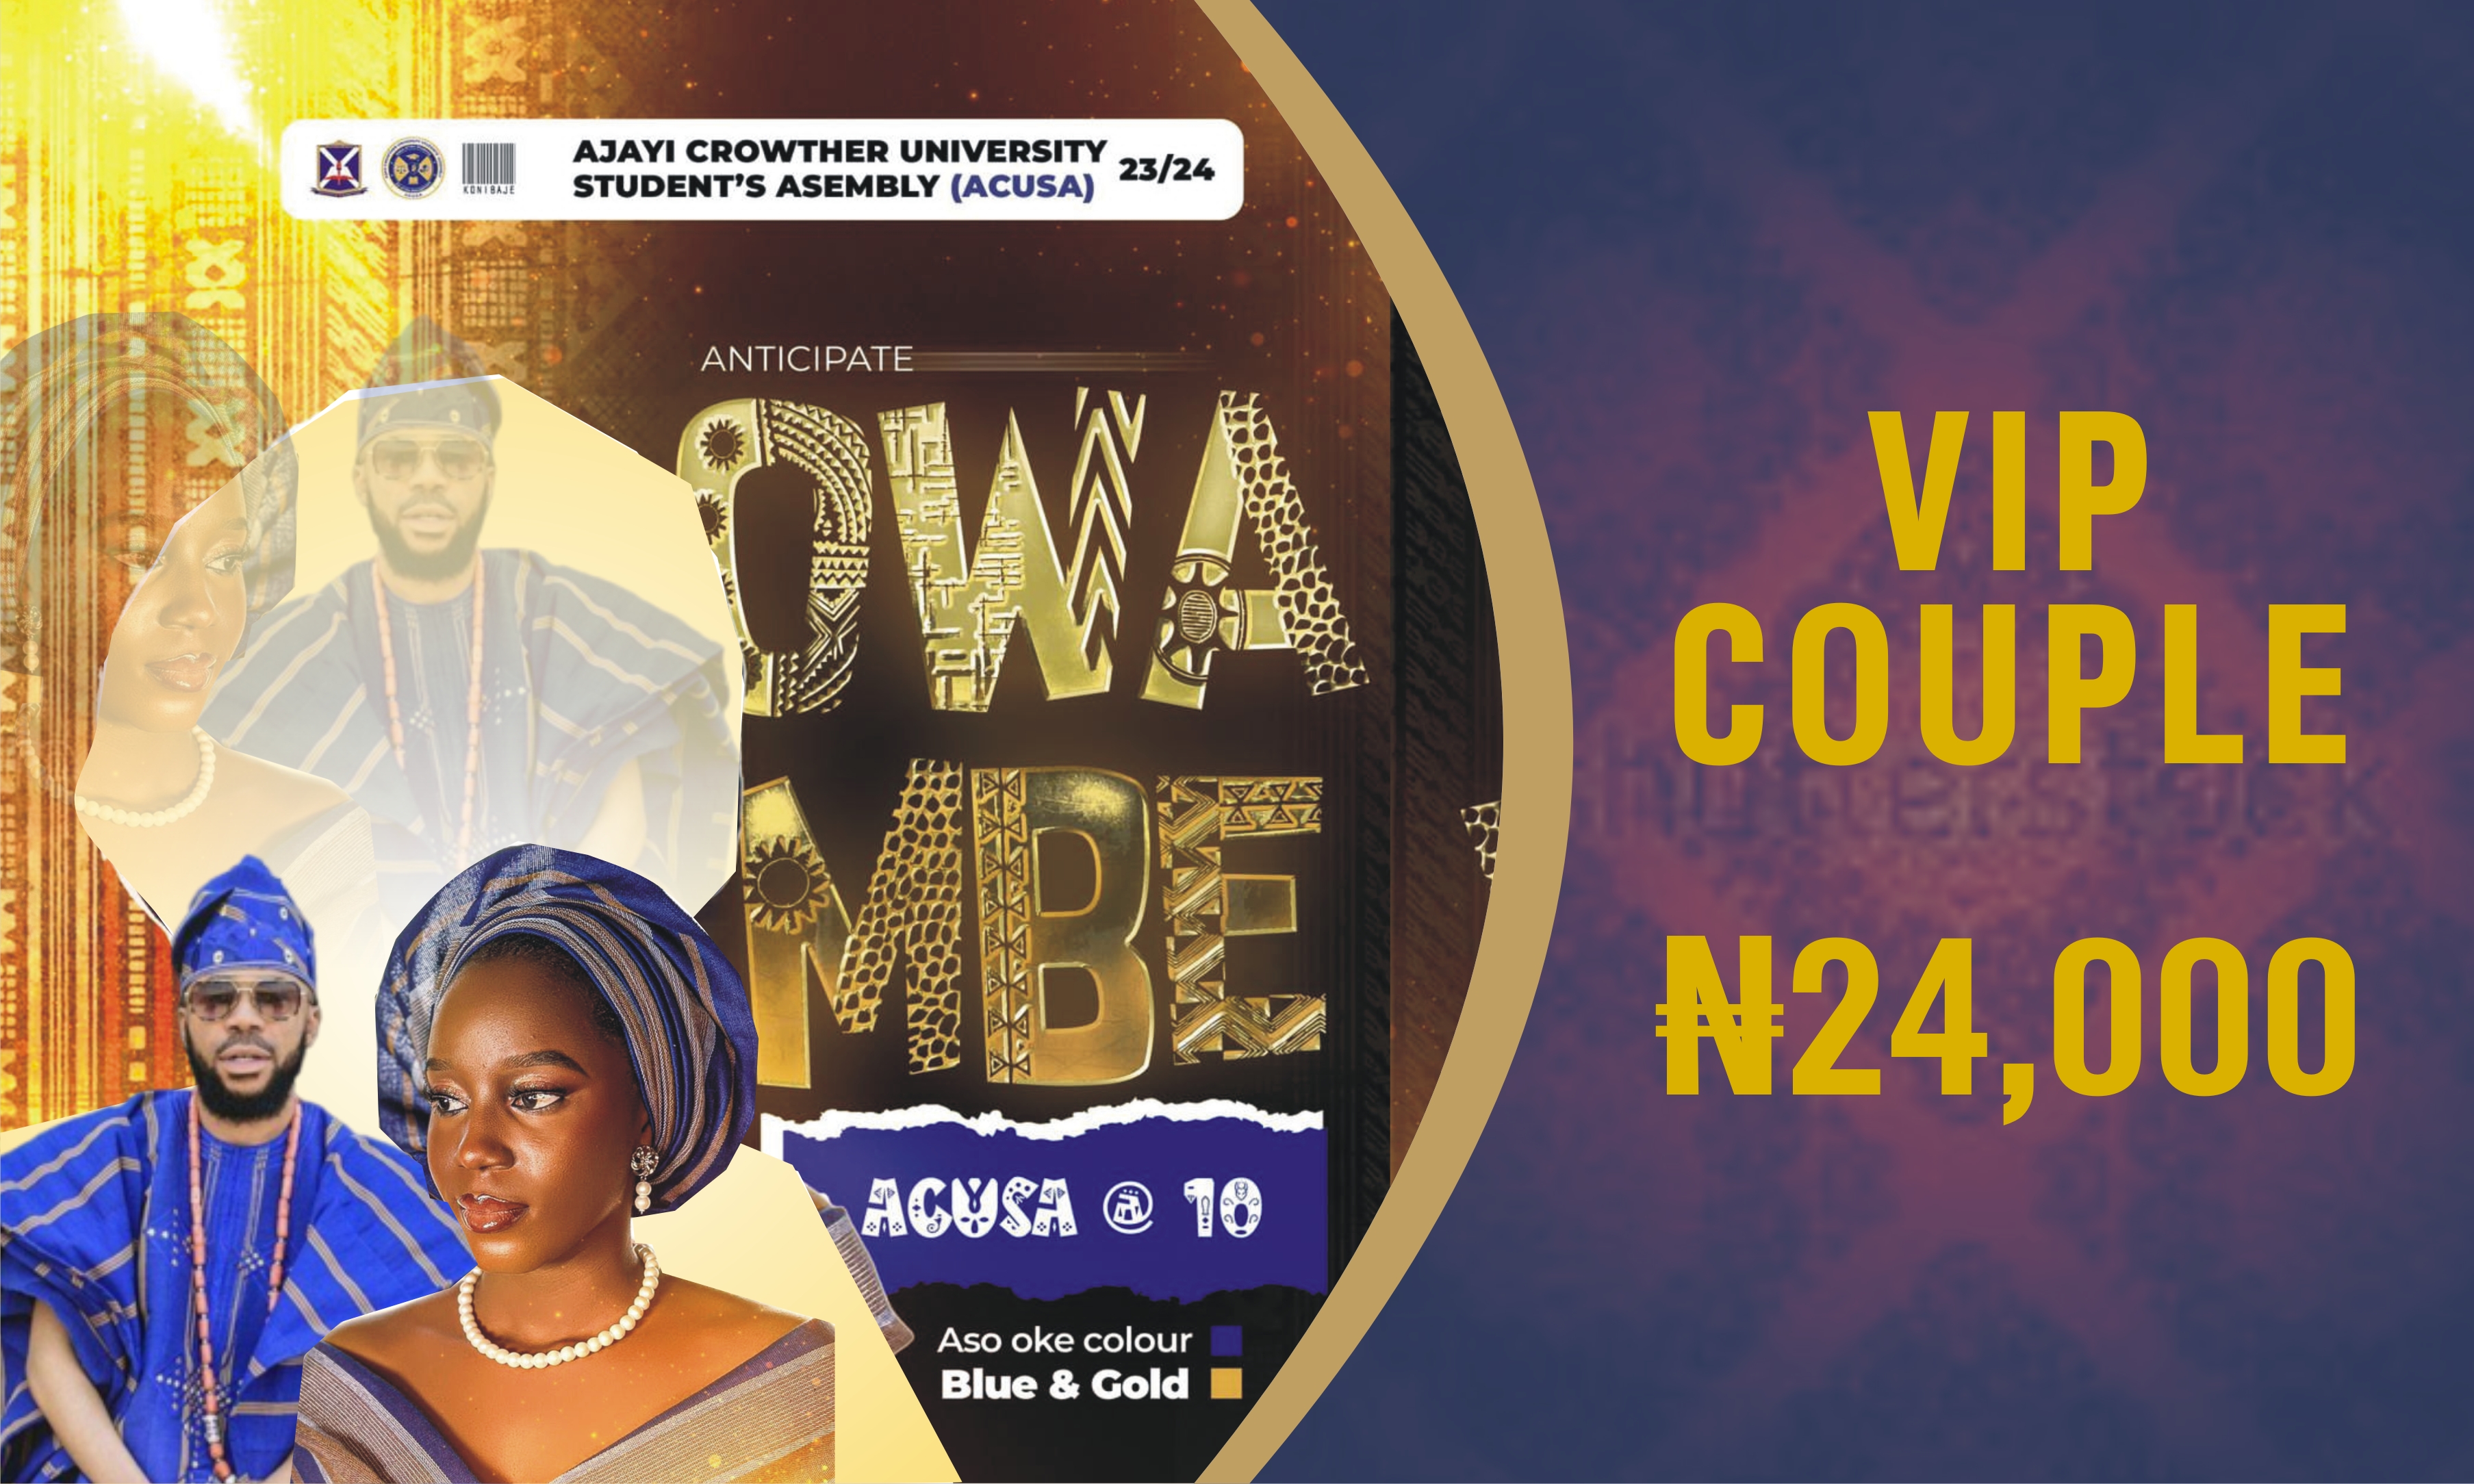 KONIBAJE
AJAYI CROWTHER UNIVERSITY
STUDENT’S ASEMBLY (ACUSA)
23/24
ANTICIPATE
OWA
MBE
ACUSA @ 10
Aso oke colour
Blue & Gold
VIP
COUPLE
₦24,000
shutterstock